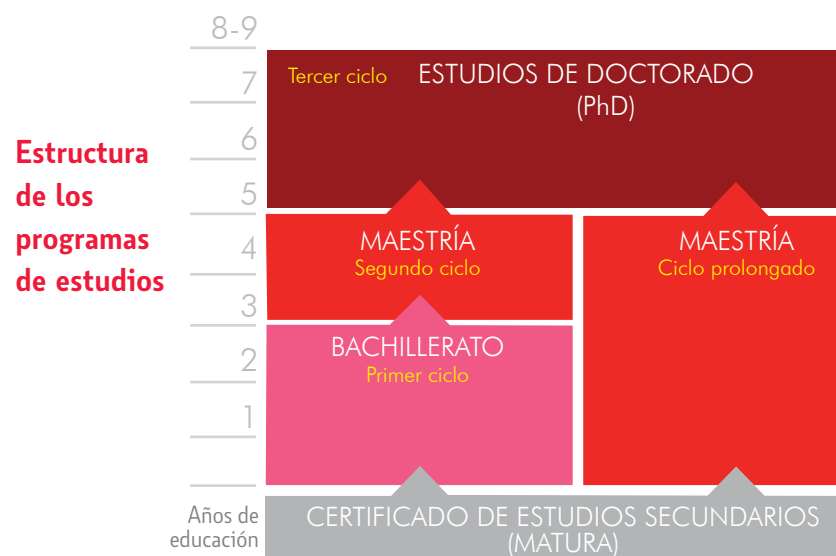 8-9
7
6
5
4
3
2
1
Años de
educación
Estructura
de los
programas
de estudios
Tercer ciclo
ESTUDIOS DE DOCTORADO
(PhD)
MAESTRÍA
Segundo ciclo
MAESTRÍA
Ciclo prolongado
BACHILLERATO
Primer ciclo
CERTIFICADO DE ESTUDIOS SECUNDARIOS
(MATURA)